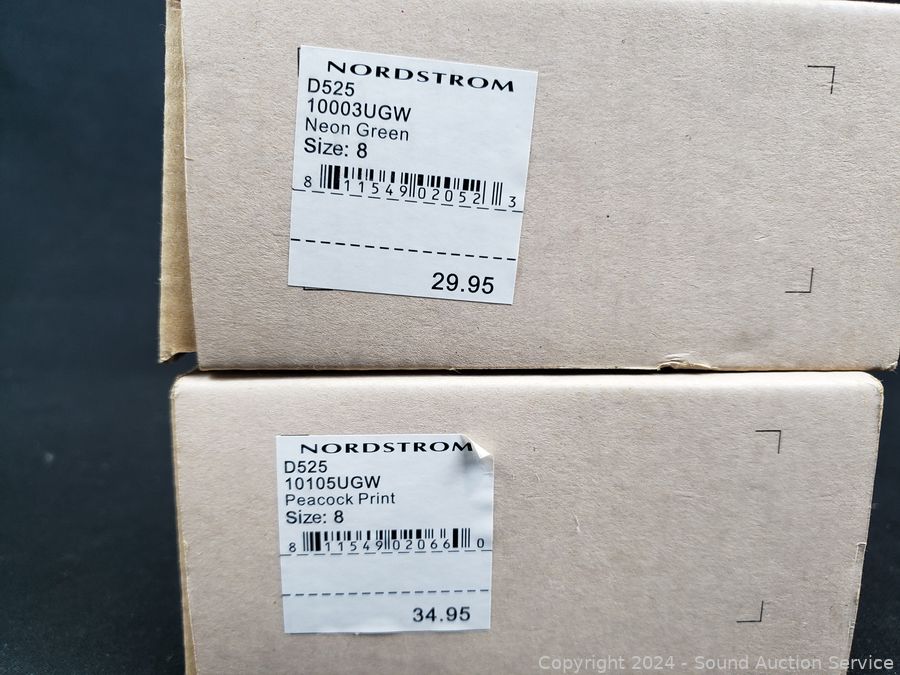 NORDSTROM
D525
10003UGW
Neon Green
Size: 8
8 11549 02052 3
29.95
NORDSTROM
D525
10105UGW
Peacock Print
Size: 8
8 11549 02066 0
34.95
Copyright 2024 - Sound Auction Service